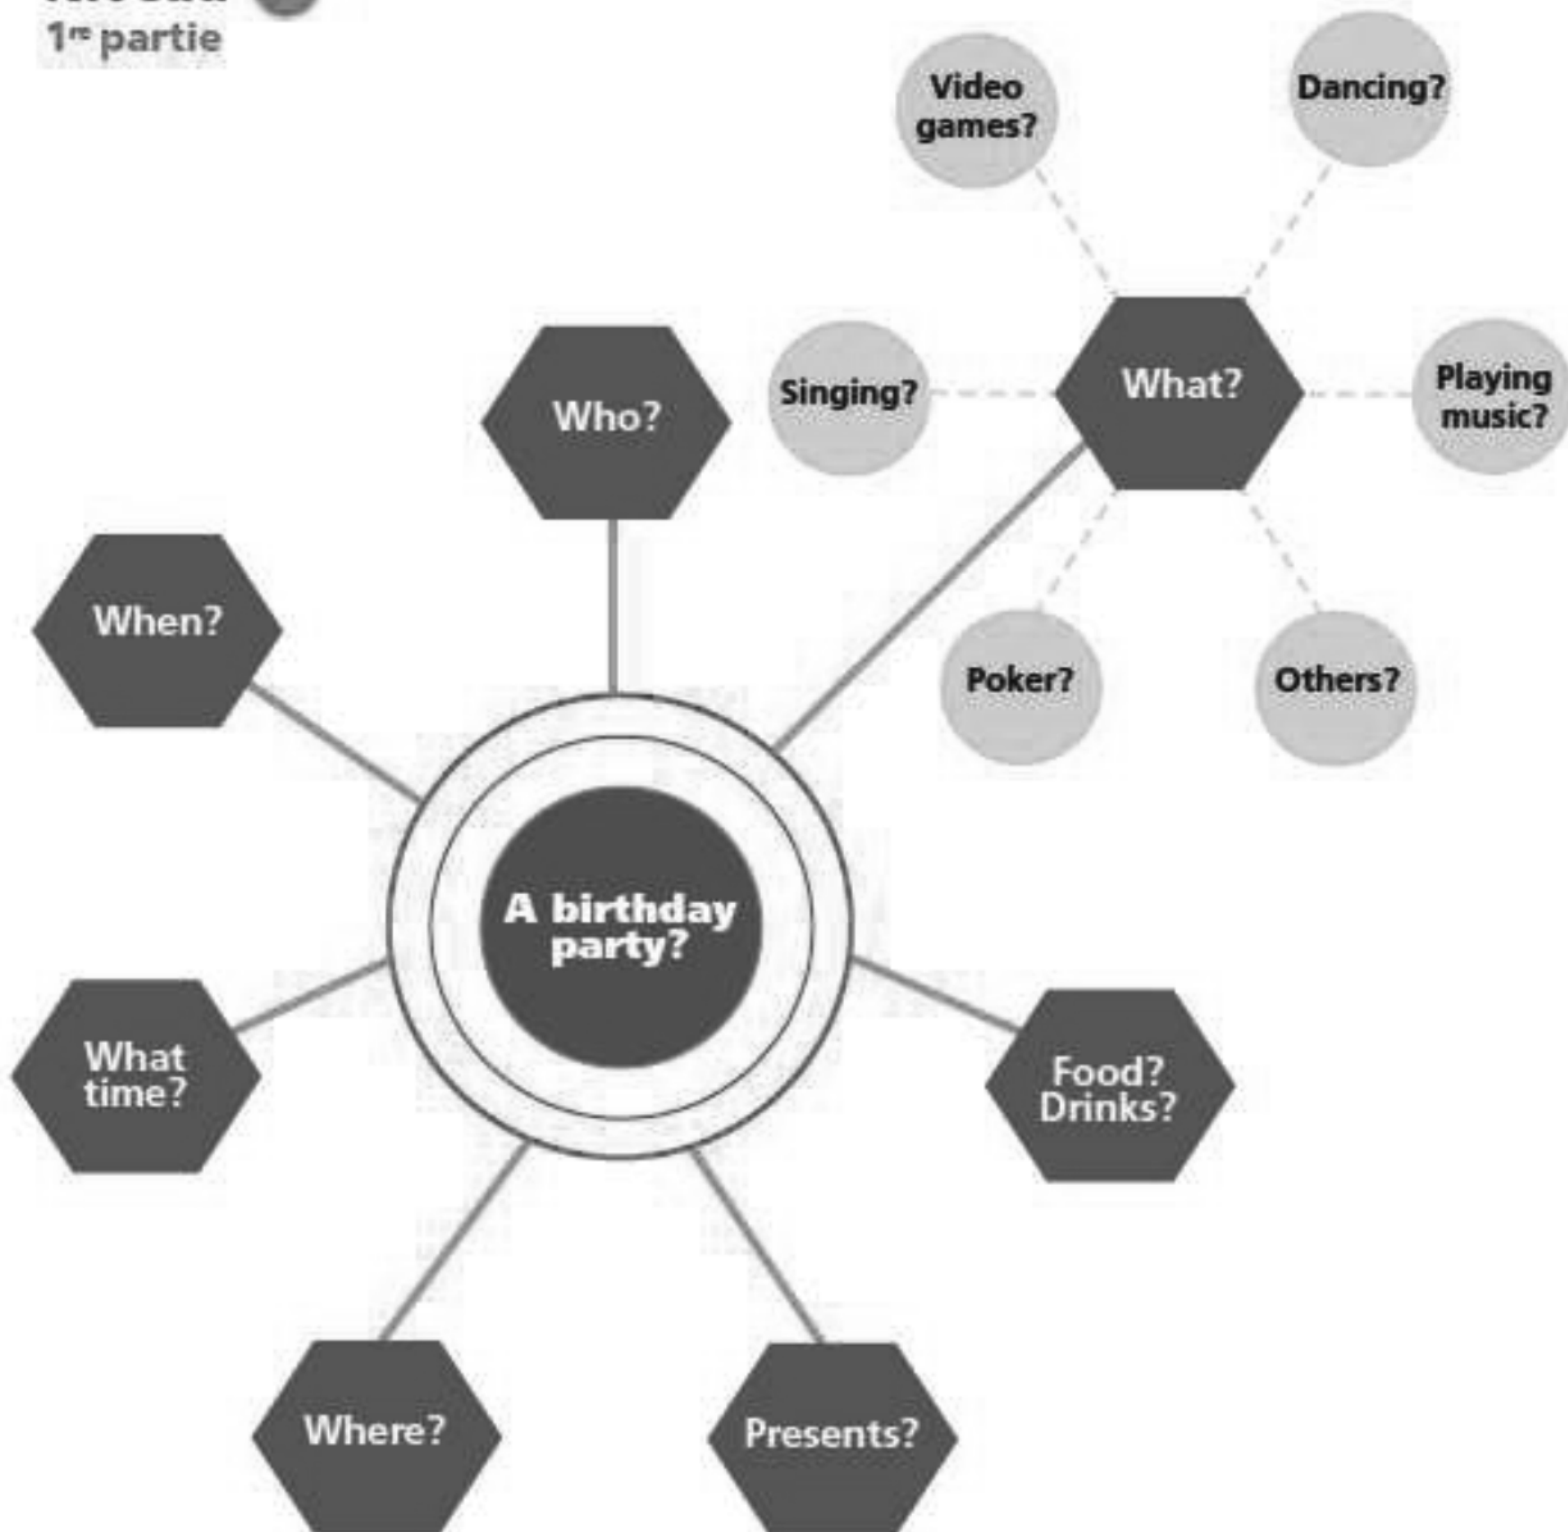 1re partie
Video
games?
Dancing?
Singing?
What?
Playing
music?
Who?
When?
Poker?
Others?
A birthday
party?
What
time?
Food?
Drinks?
Where?
Presents?